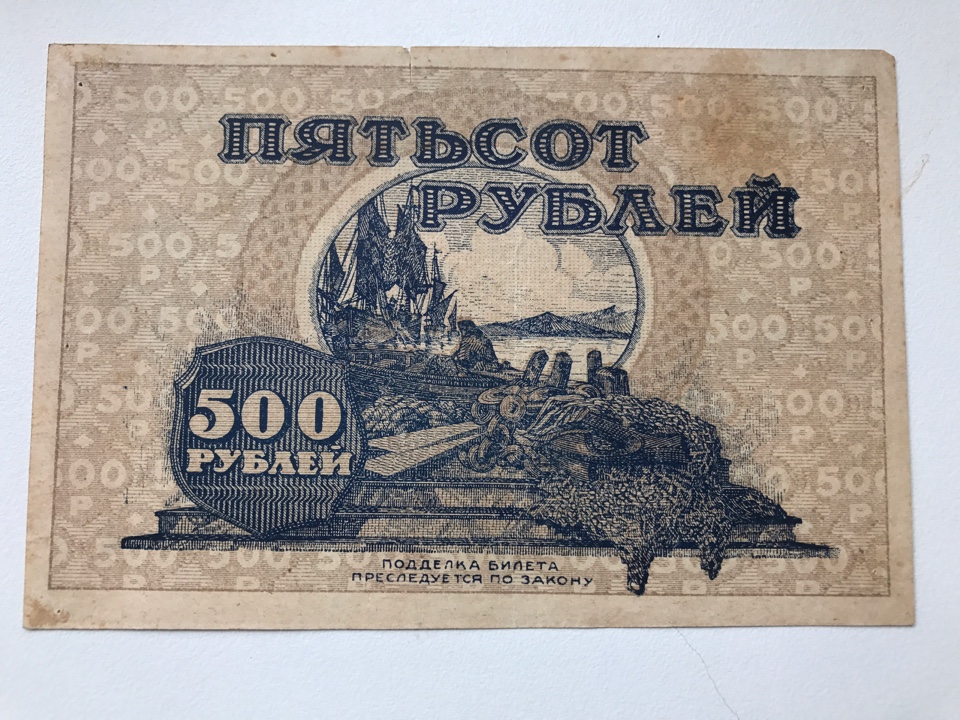 ПЯТЬСОТ
РУБЛЕЙ
500
РУБЛЕЙ
ПОДДЕЛКА БИЛЕТА
ПРЕСЛЕДУЕТСЯ ПО ЗАКОНУ